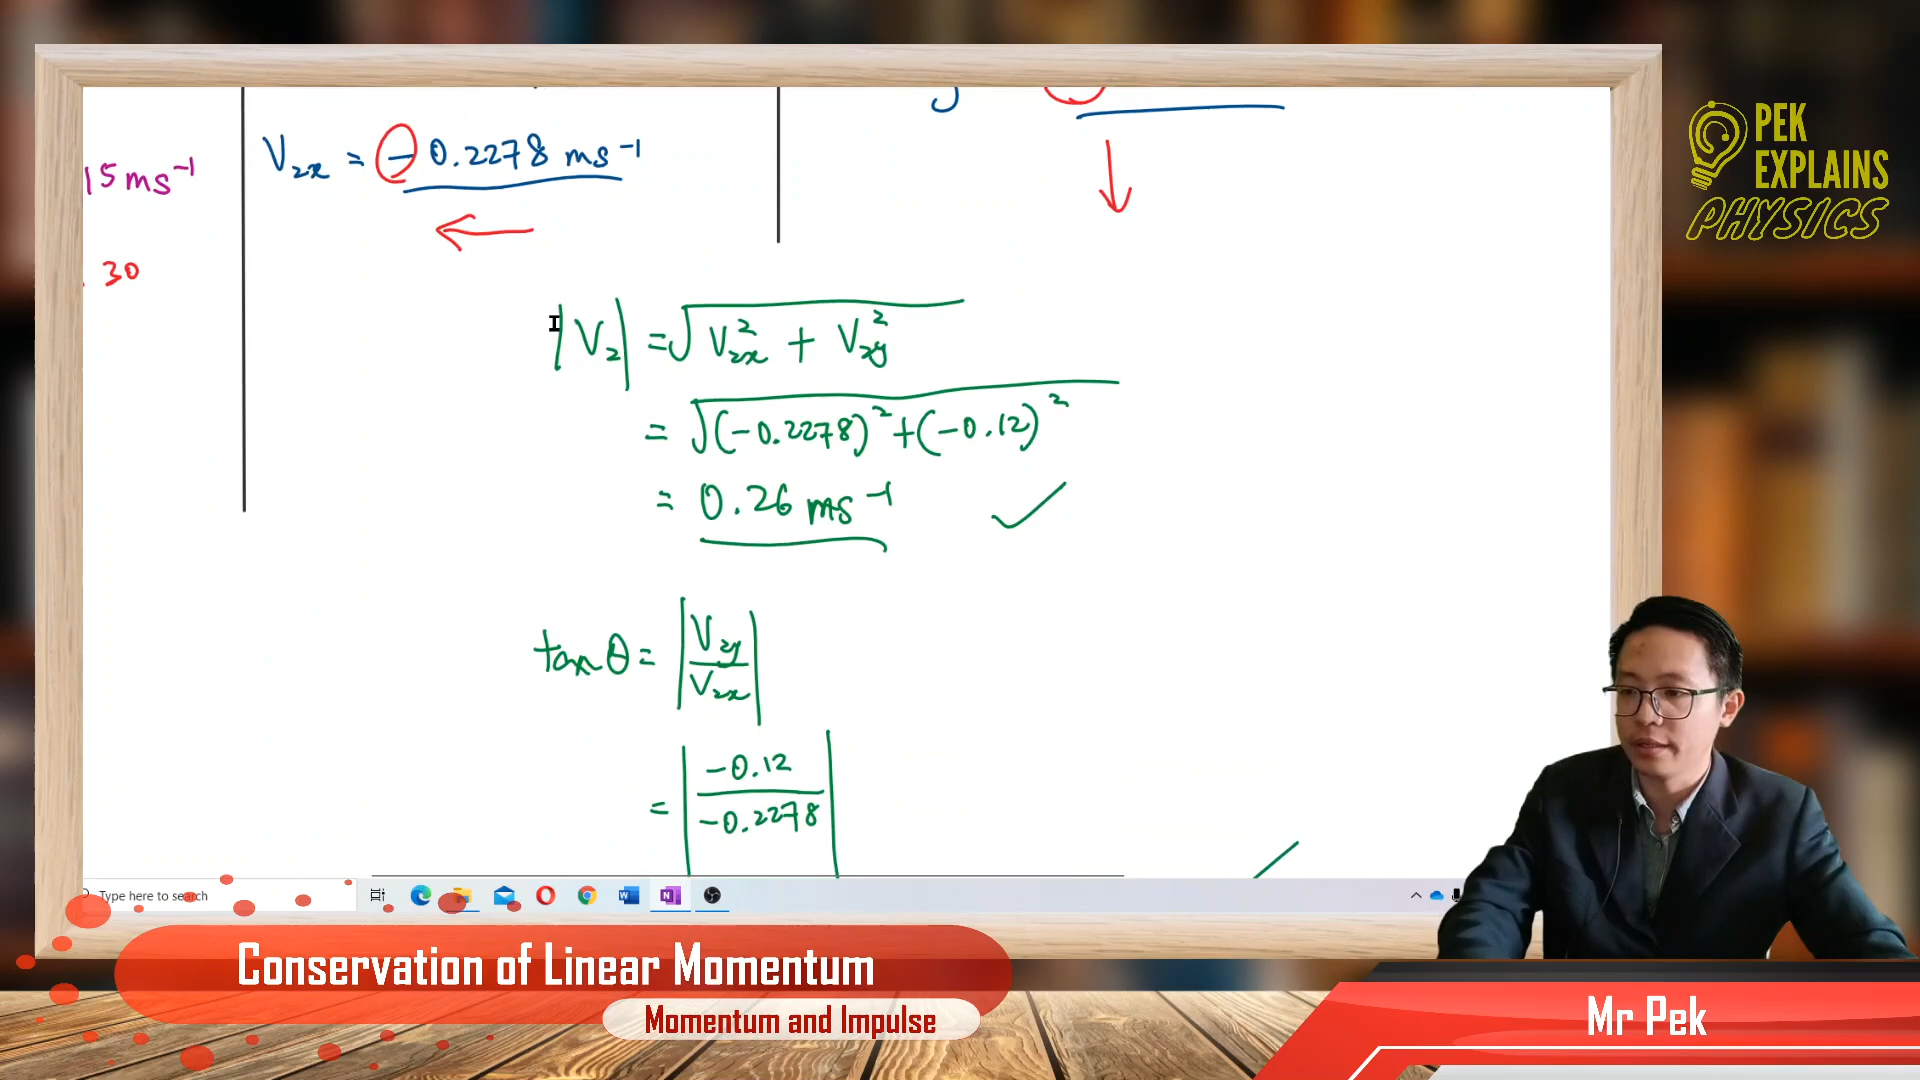 15 ms⁻¹
30
V₂ₓ = - 0.2278 ms⁻¹
|V₂| = √V₂ₓ² + V₂y²
= √(-0.2278)² + (-0.12)²
= 0.26 ms⁻¹ ✓
tan θ = |V₂y / V₂ₓ|
= |-0.12 / -0.2278|
PEK
EXPLAINS
PHYSICS
Type here to search
Conservation of Linear Momentum
Momentum and Impulse
Mr Pek